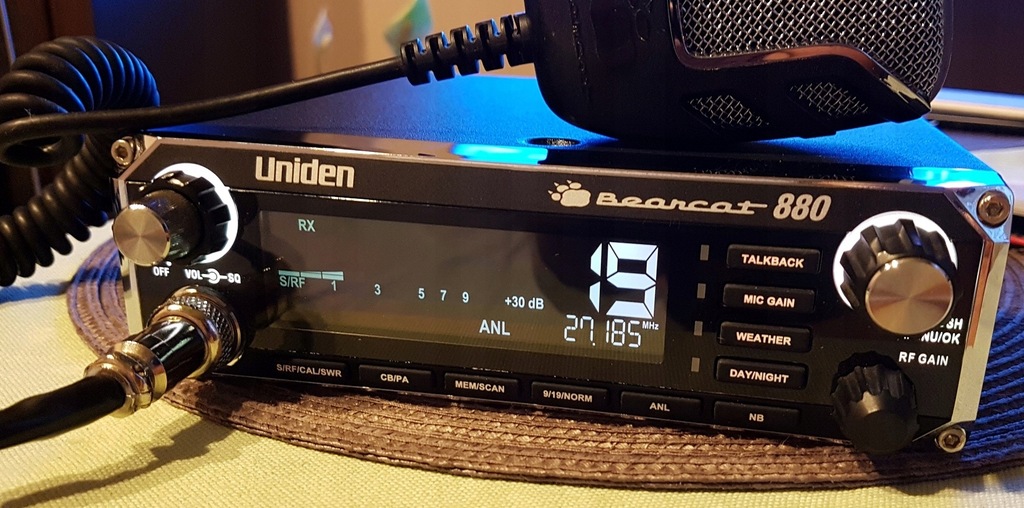 Uniden
Bearcat 880
RX
19
S/RF 1 3 5 7 9 +30 dB
ANL
27.185 MHz
OFF VOL SQ
TALKBACK
MIC GAIN
WEATHER
DAY/NIGHT
NU/OK
RF GAIN
S/RF/CAL/SWR
CB/PA
MEM/SCAN
9/19/NORM
ANL
NB